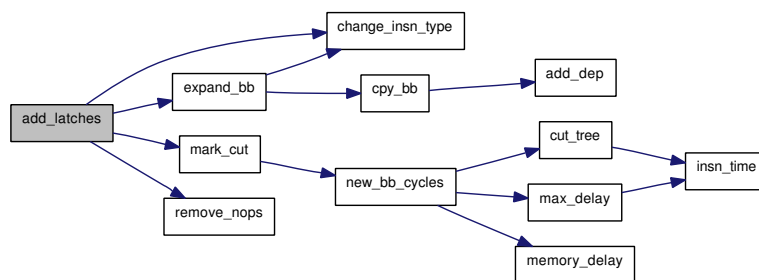 add_latches
change_insn_type
expand_bb
mark_cut
remove_nops
cpy_bb
new_bb_cycles
add_dep
cut_tree
max_delay
memory_delay
insn_time